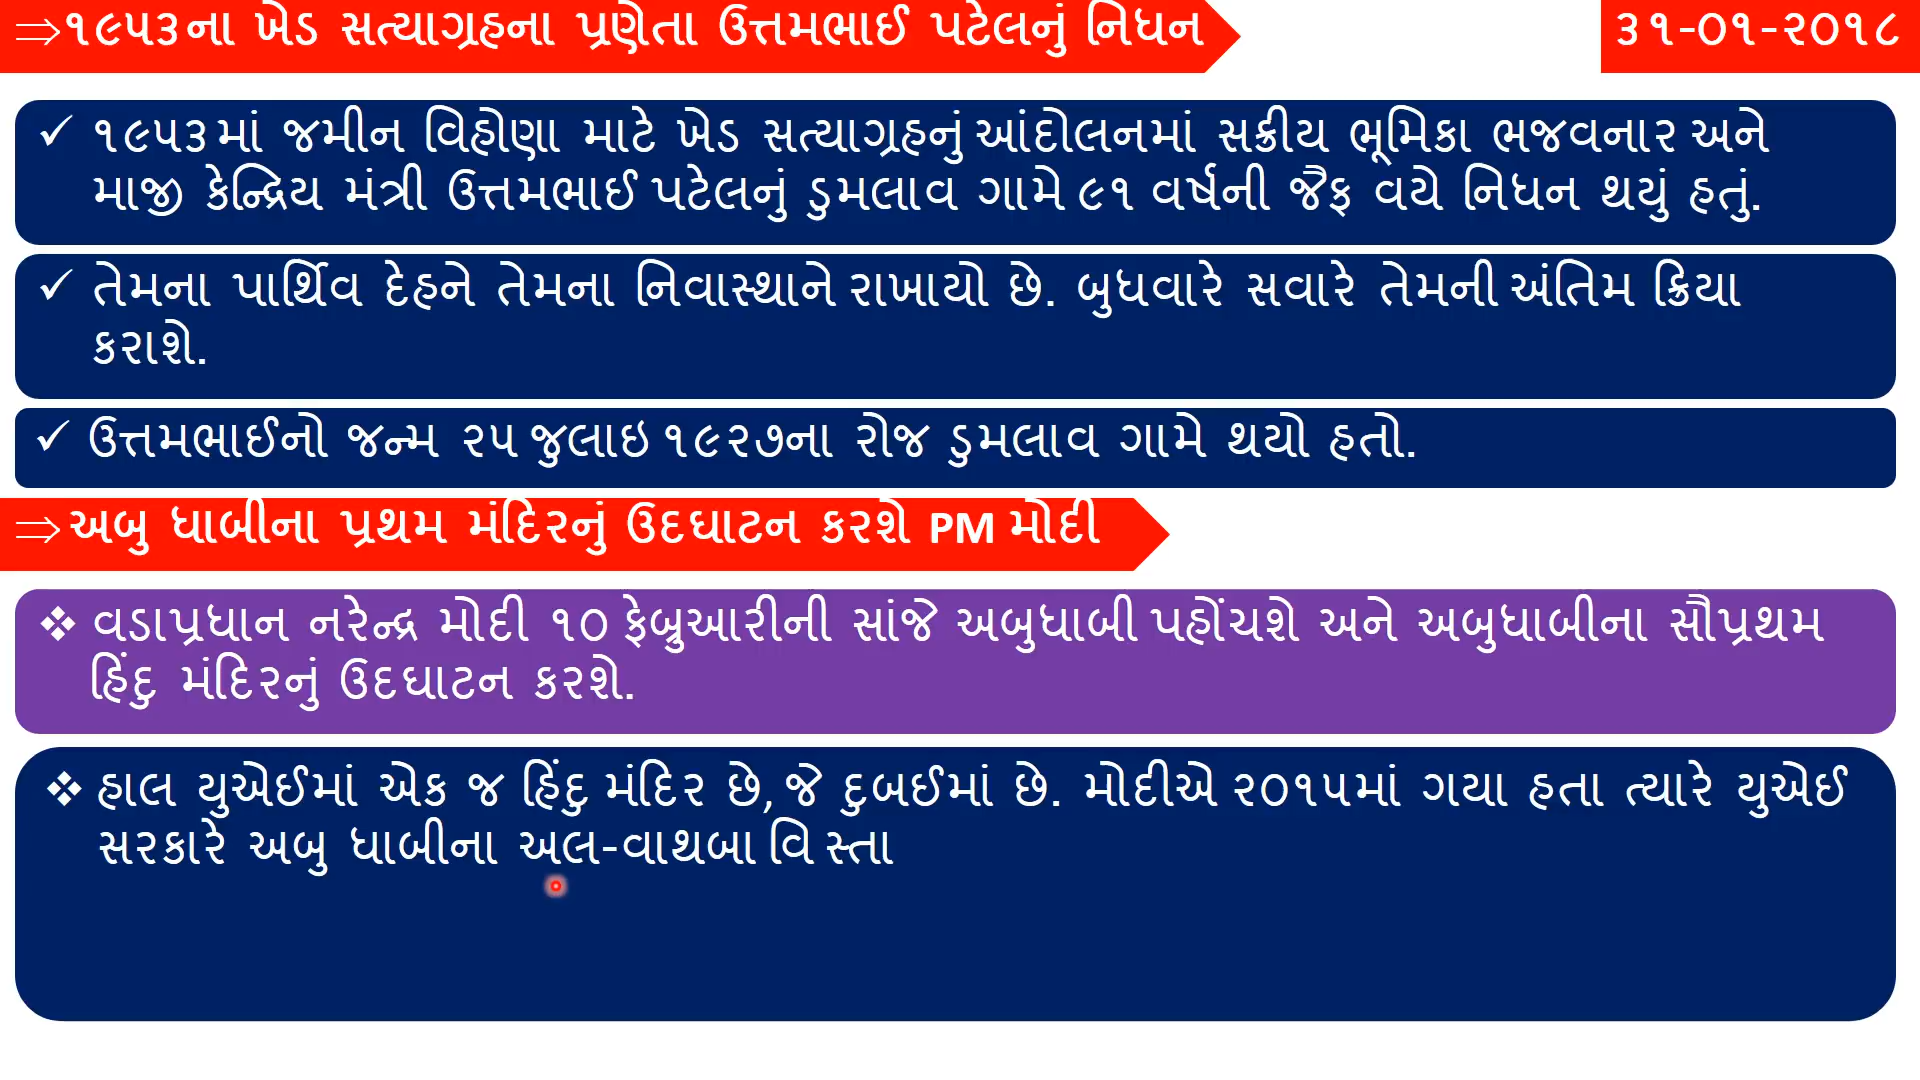 ⇒૧૯૫૩ના ખેડ સત્યાગ્રહના પ્રણેતા ઉત્તમભાઈ પટેલનું નિધન
૩૧-૦૧-૨૦૧૮
✓ ૧૯૫૩માં જમીન વિહોણા માટે ખેડ સત્યાગ્રહનું આંદોલનમાં સક્રીય ભૂમિકા ભજવનાર અને
માજી કેન્દ્રિય મંત્રી ઉત્તમભાઈ પટેલનું ડુમલાવ ગામે ૯૧ વર્ષની જૈફ વયે નિધન થયું હતું.
✓ તેમના પાર્થિવ દેહને તેમના નિવાસ્થાને રાખાયો છે. બુધવારે સવારે તેમની અંતિમ ક્રિયા
કરાશે.
✓ ઉત્તમભાઈનો જન્મ ૨૫ જુલાઇ ૧૯૨૭ના રોજ ડુમલાવ ગામે થયો હતો.
⇒અબુ ધાબીના પ્રથમ મંદિરનું ઉદઘાટન કરશે PM મોદી
❖ વડાપ્રધાન નરેન્દ્ર મોદી ૧૦ ફેબ્રુઆરીની સાંજે અબુધાબી પહોંચશે અને અબુધાબીના સૌપ્રથમ
હિંદુ મંદિરનું ઉદઘાટન કરશે.
❖ હાલ યુએઈમાં એક જ હિંદુ મંદિર છે, જે દુબઈમાં છે. મોદીએ ૨૦૧૫માં ગયા હતા ત્યારે યુએઈ
સરકારે અબુ ધાબીના અલ-વાથબા વિ સ્તા